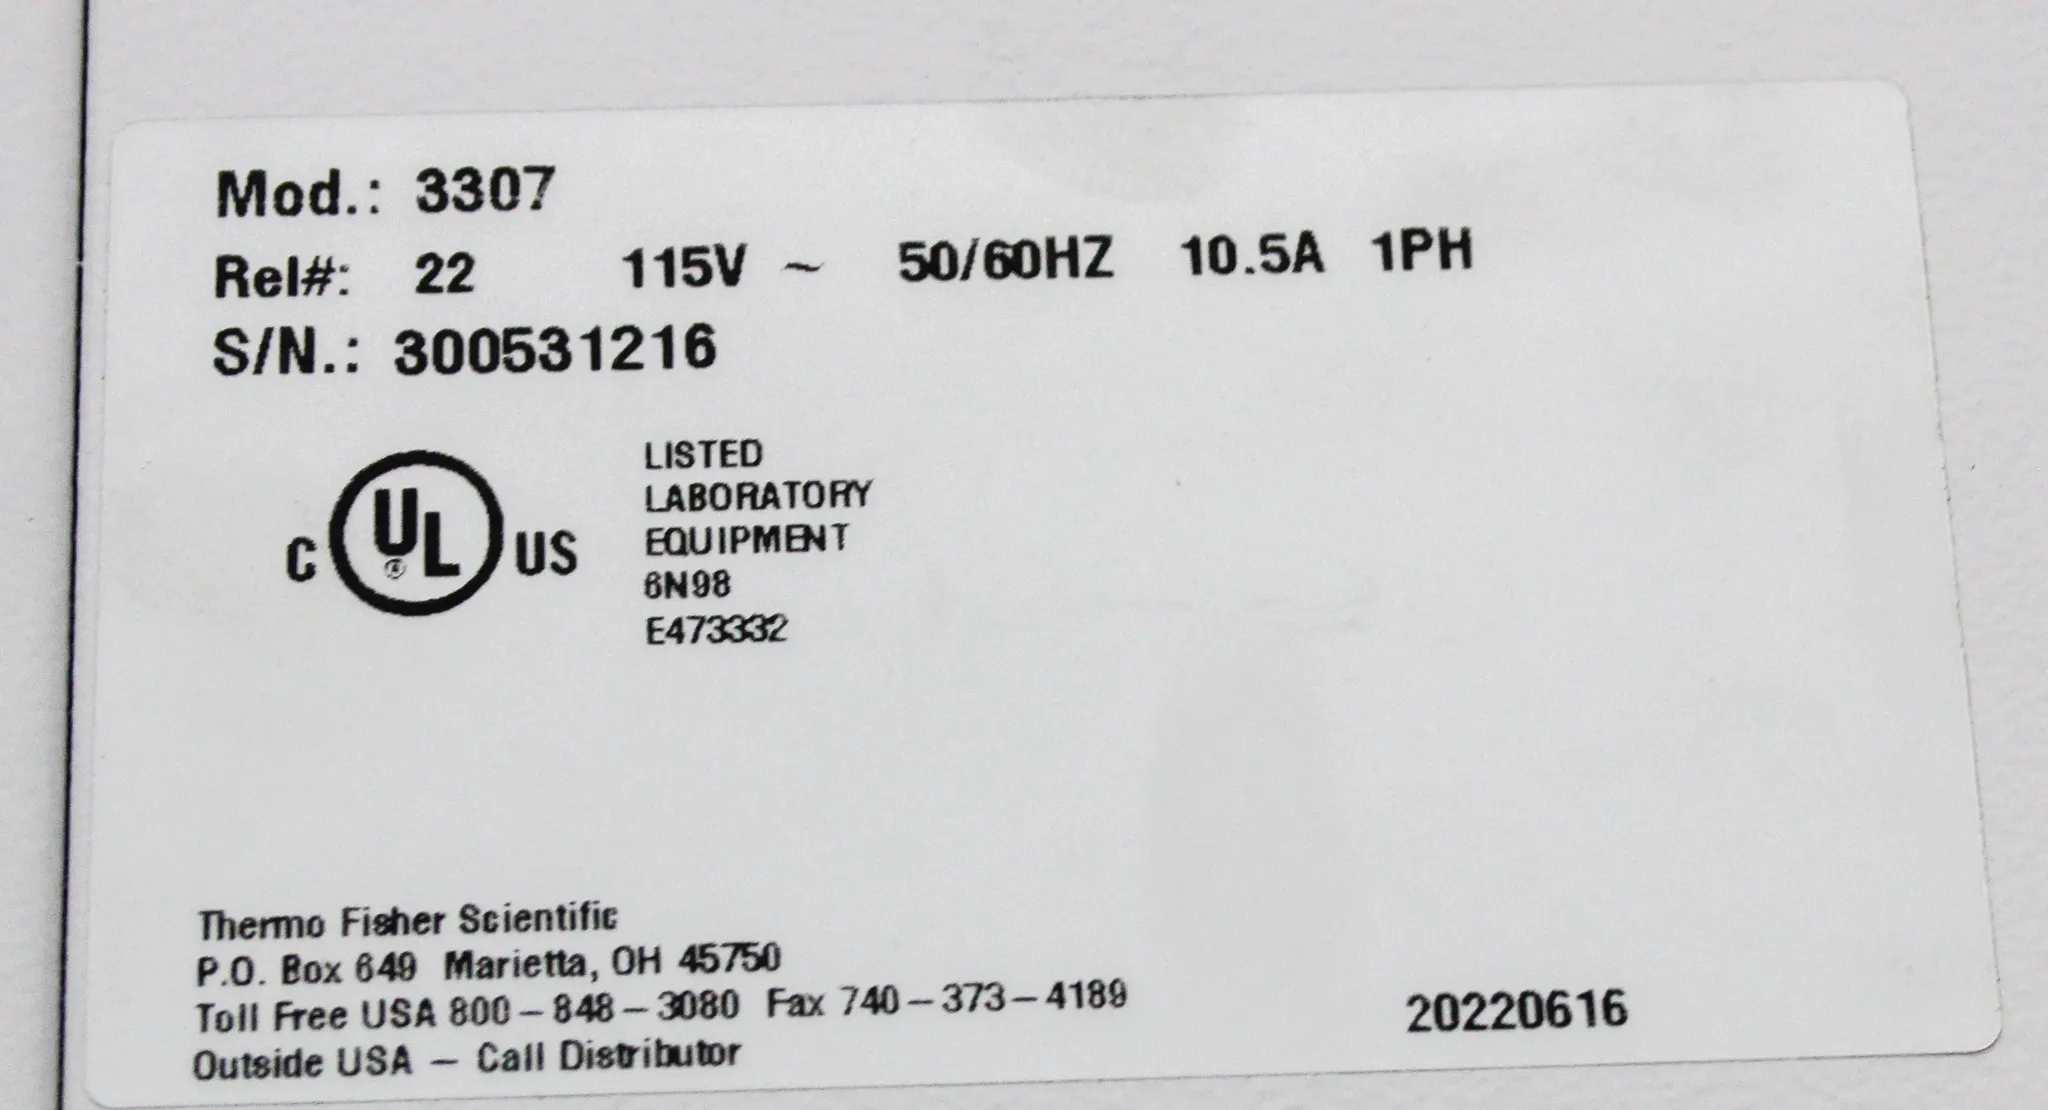 Mod.: 3307
Rel#: 22 115V ~ 50/60HZ 10.5A 1PH
S/N.: 300531216
C UL® US
LISTED
LABORATORY
EQUIPMENT
6N98
E473332
Thermo Fisher Scientific
P.O. Box 649 Marietta, OH 45750
Toll Free USA 800-848-3080 Fax 740-373-4189
Outside USA - Call Distributor
20220616